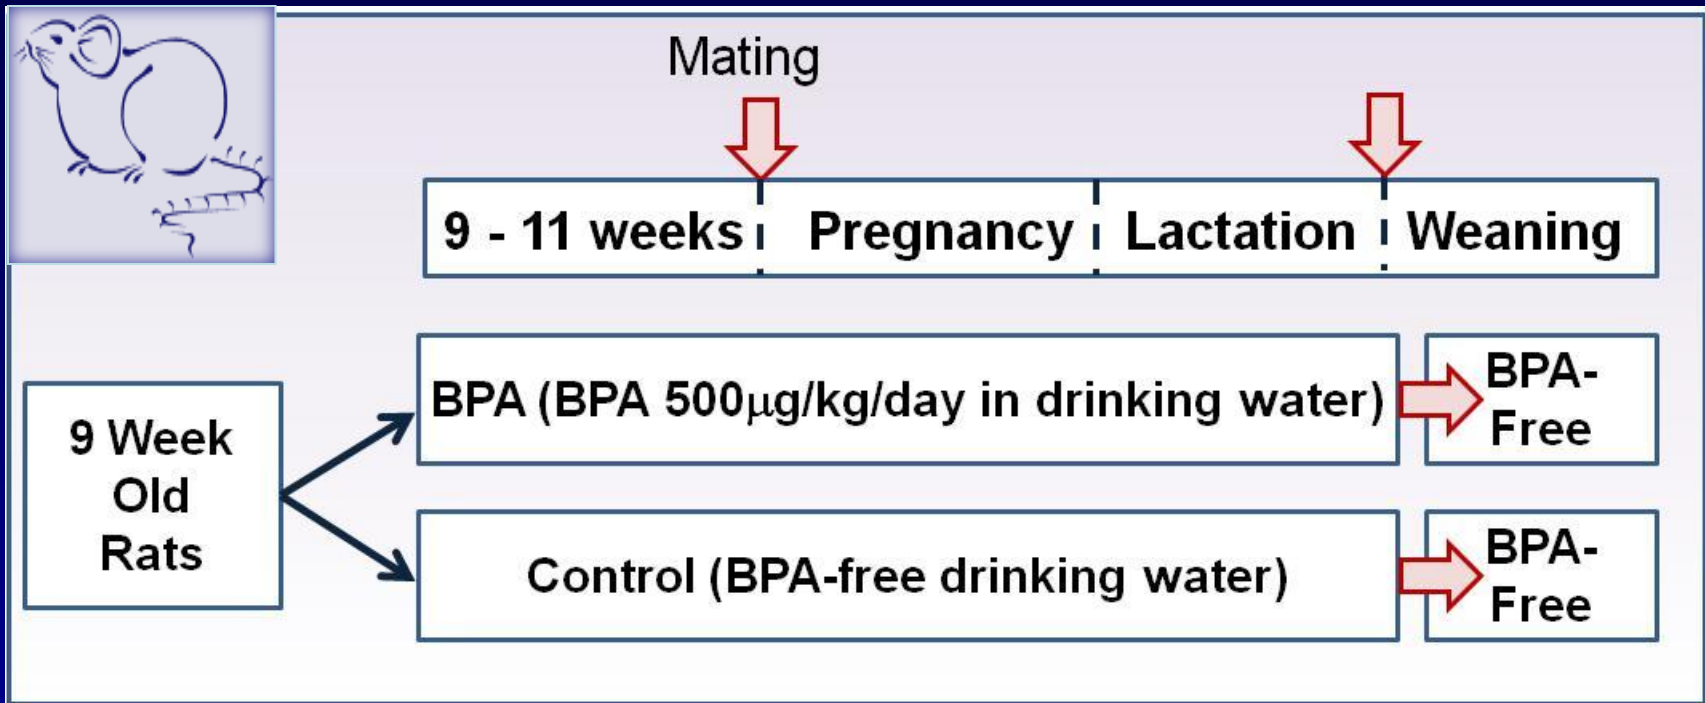 Mating
9 - 11 weeks Pregnancy Lactation Weaning
BPA (BPA 500μg/kg/day in drinking water)
BPA-
Free
9 Week
Old
Rats
Control (BPA-free drinking water)
BPA-
Free